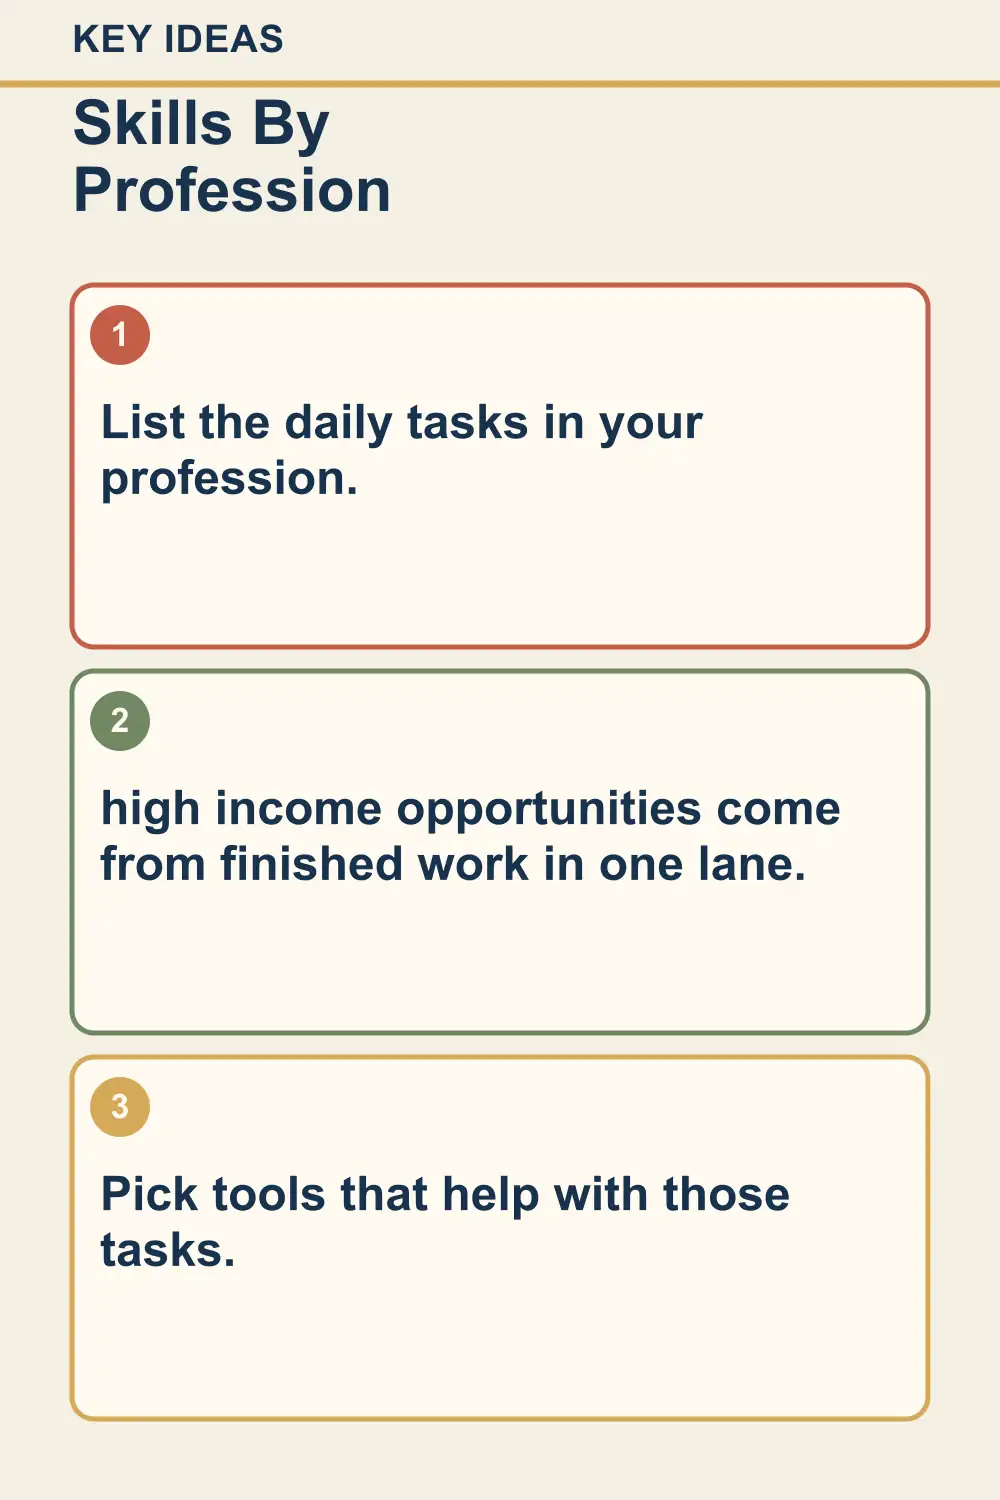 KEY IDEAS
Skills By
Profession
1
List the daily tasks in your
profession.
2
high income opportunities come
from finished work in one lane.
3
Pick tools that help with those
tasks.